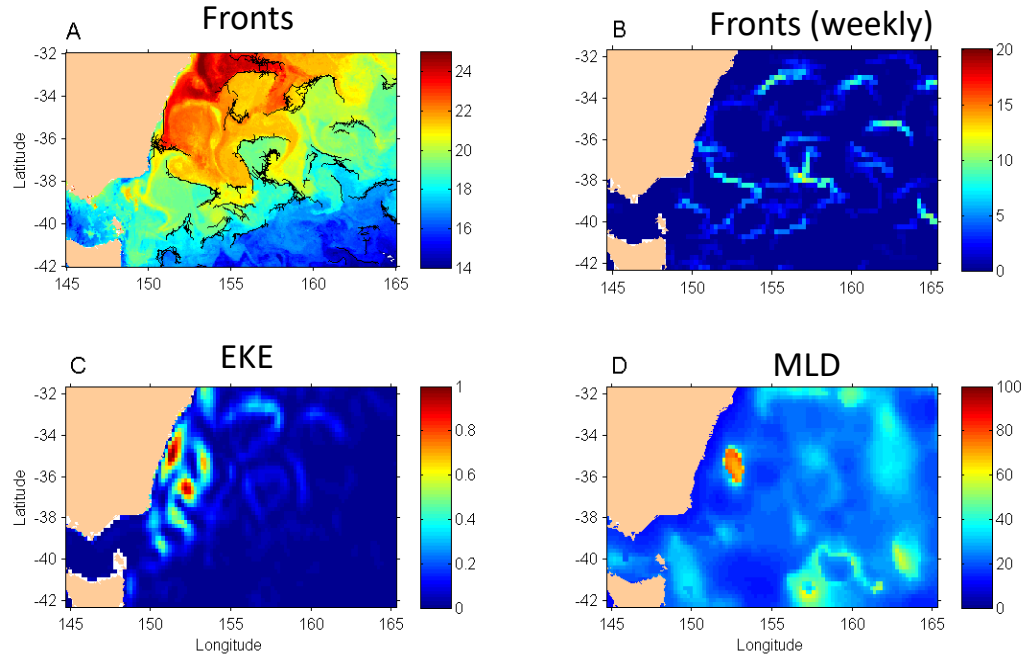 Fronts
A
-32
-34
-36
-38
-40
-42
Latitude
145 150 155 160 165
24
22
20
18
16
14
Fronts (weekly)
B
-32
-34
-36
-38
-40
-42
145 150 155 160 165
20
15
10
5
0
EKE
C
-32
-34
-36
-38
-40
-42
Latitude
145 150 155 160 165
Longitude
1
0.8
0.6
0.4
0.2
0
MLD
D
-32
-34
-36
-38
-40
-42
145 150 155 160 165
Longitude
100
80
60
40
20
0